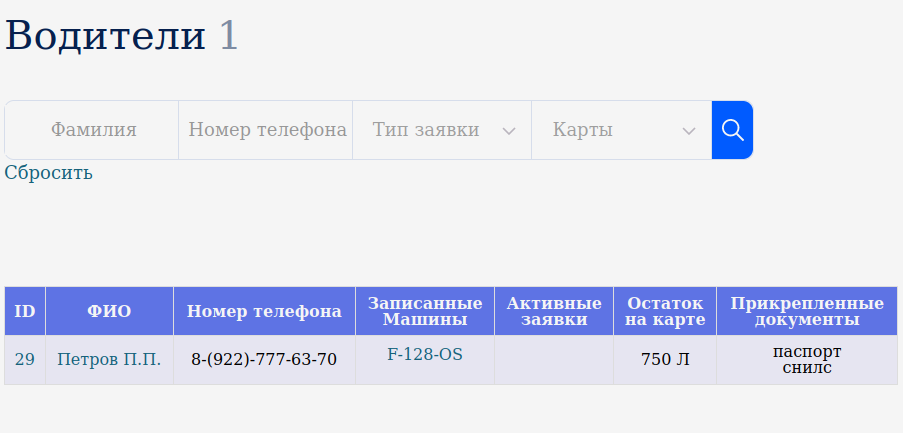 Водители 1
Фамилия Номер телефона Тип заявки Карты
Сбросить
ID ФИО Номер телефона Записанные Машины Активные заявки Остаток на карте Прикрепленные документы
29 Петров П.П. 8-(922)-777-63-70 F-128-OS 750 Л паспорт
снилс